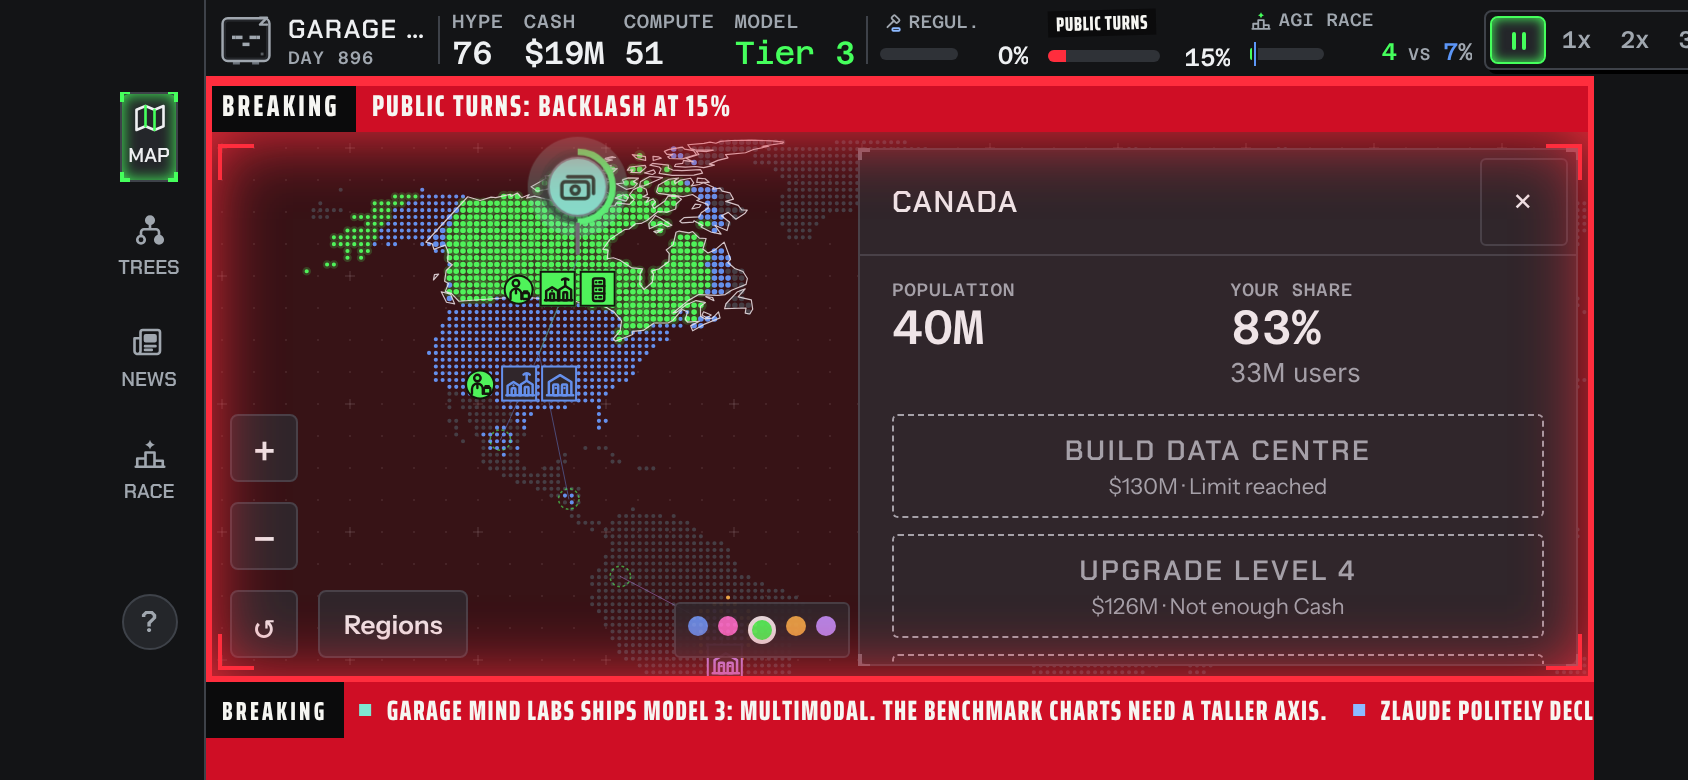 GARAGE ...
DAY 896
HYPE
76
CASH
$19M
COMPUTE
51
MODEL
Tier 3
REGUL.
0%
PUBLIC TURNS
15%
AGI RACE
4 VS 7%
1x
2x
BREAKING
PUBLIC TURNS: BACKLASH AT 15%
MAP
TREES
NEWS
RACE
?
+
−
↺
Regions
CANADA
×
POPULATION
40M
YOUR SHARE
83%
33M users
BUILD DATA CENTRE
$130M · Limit reached
UPGRADE LEVEL 4
$126M · Not enough Cash
BREAKING
GARAGE MIND LABS SHIPS MODEL 3: MULTIMODAL. THE BENCHMARK CHARTS NEED A TALLER AXIS.
ZLAUDE POLITELY DECL